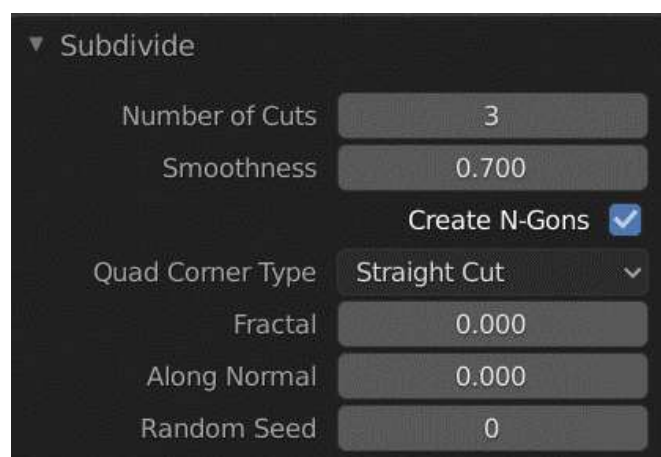 Subdivide
Number of Cuts 3
Smoothness 0.700
Create N-Gons
Quad Corner Type Straight Cut
Fractal 0.000
Along Normal 0.000
Random Seed 0